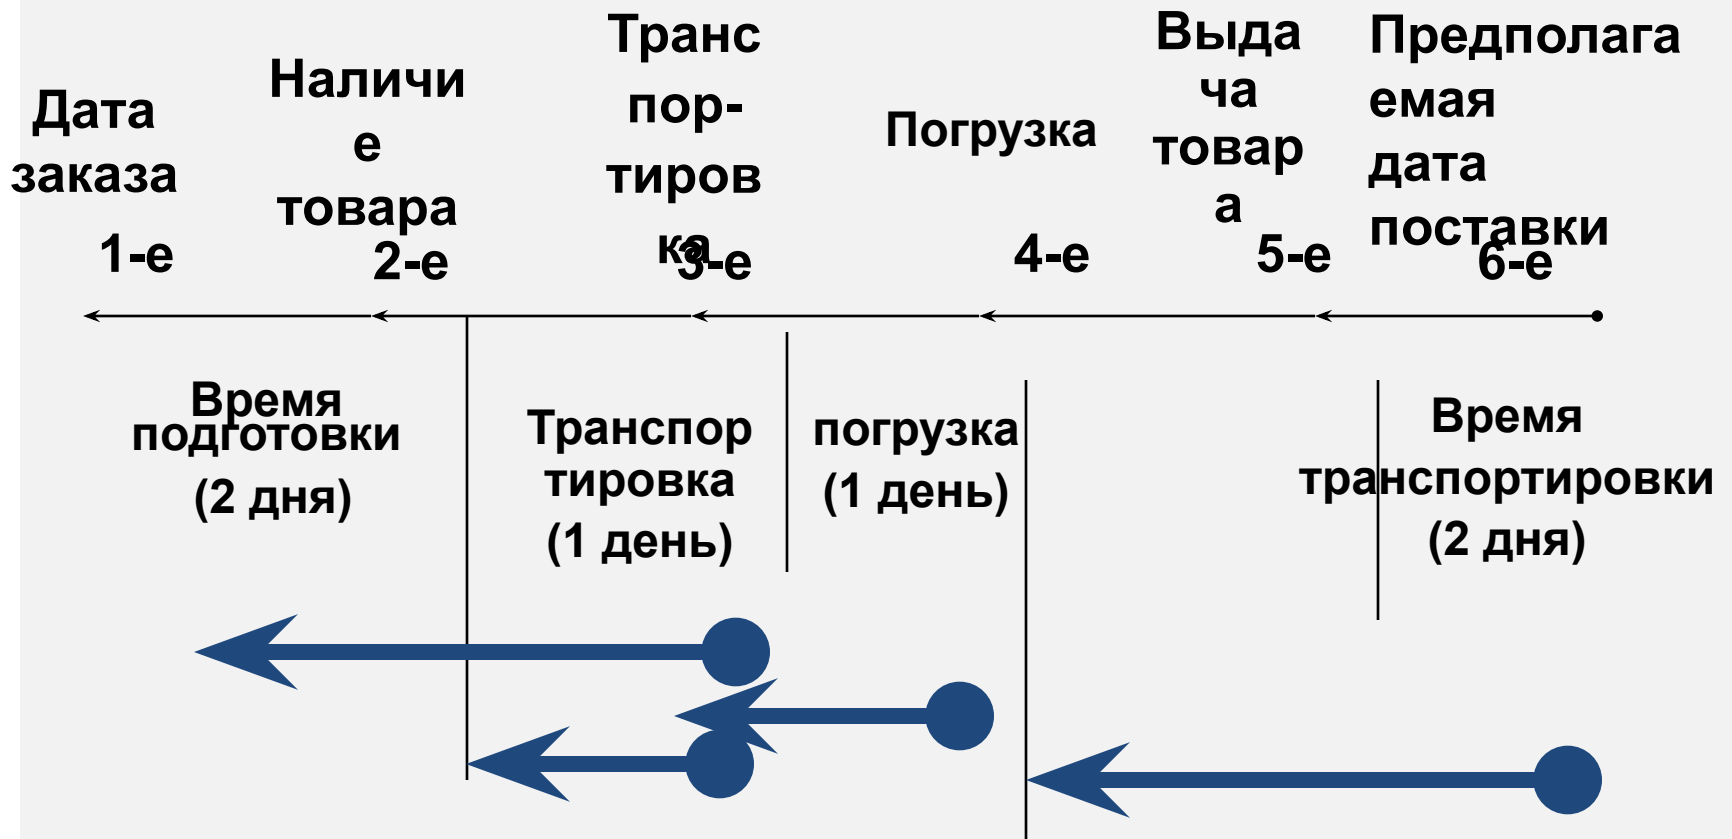 Дата
заказа
Наличи
е
товара
Транс
пор-
тиров
ка
Погрузка
Выда
ча
товар
а
Предполага
емая
дата
поставки
1-е
2-е
3-е
4-е
5-е
6-е
Время
подготовки
(2 дня)
Транспор
тировка
(1 день)
погрузка
(1 день)
Время
транспортировки
(2 дня)